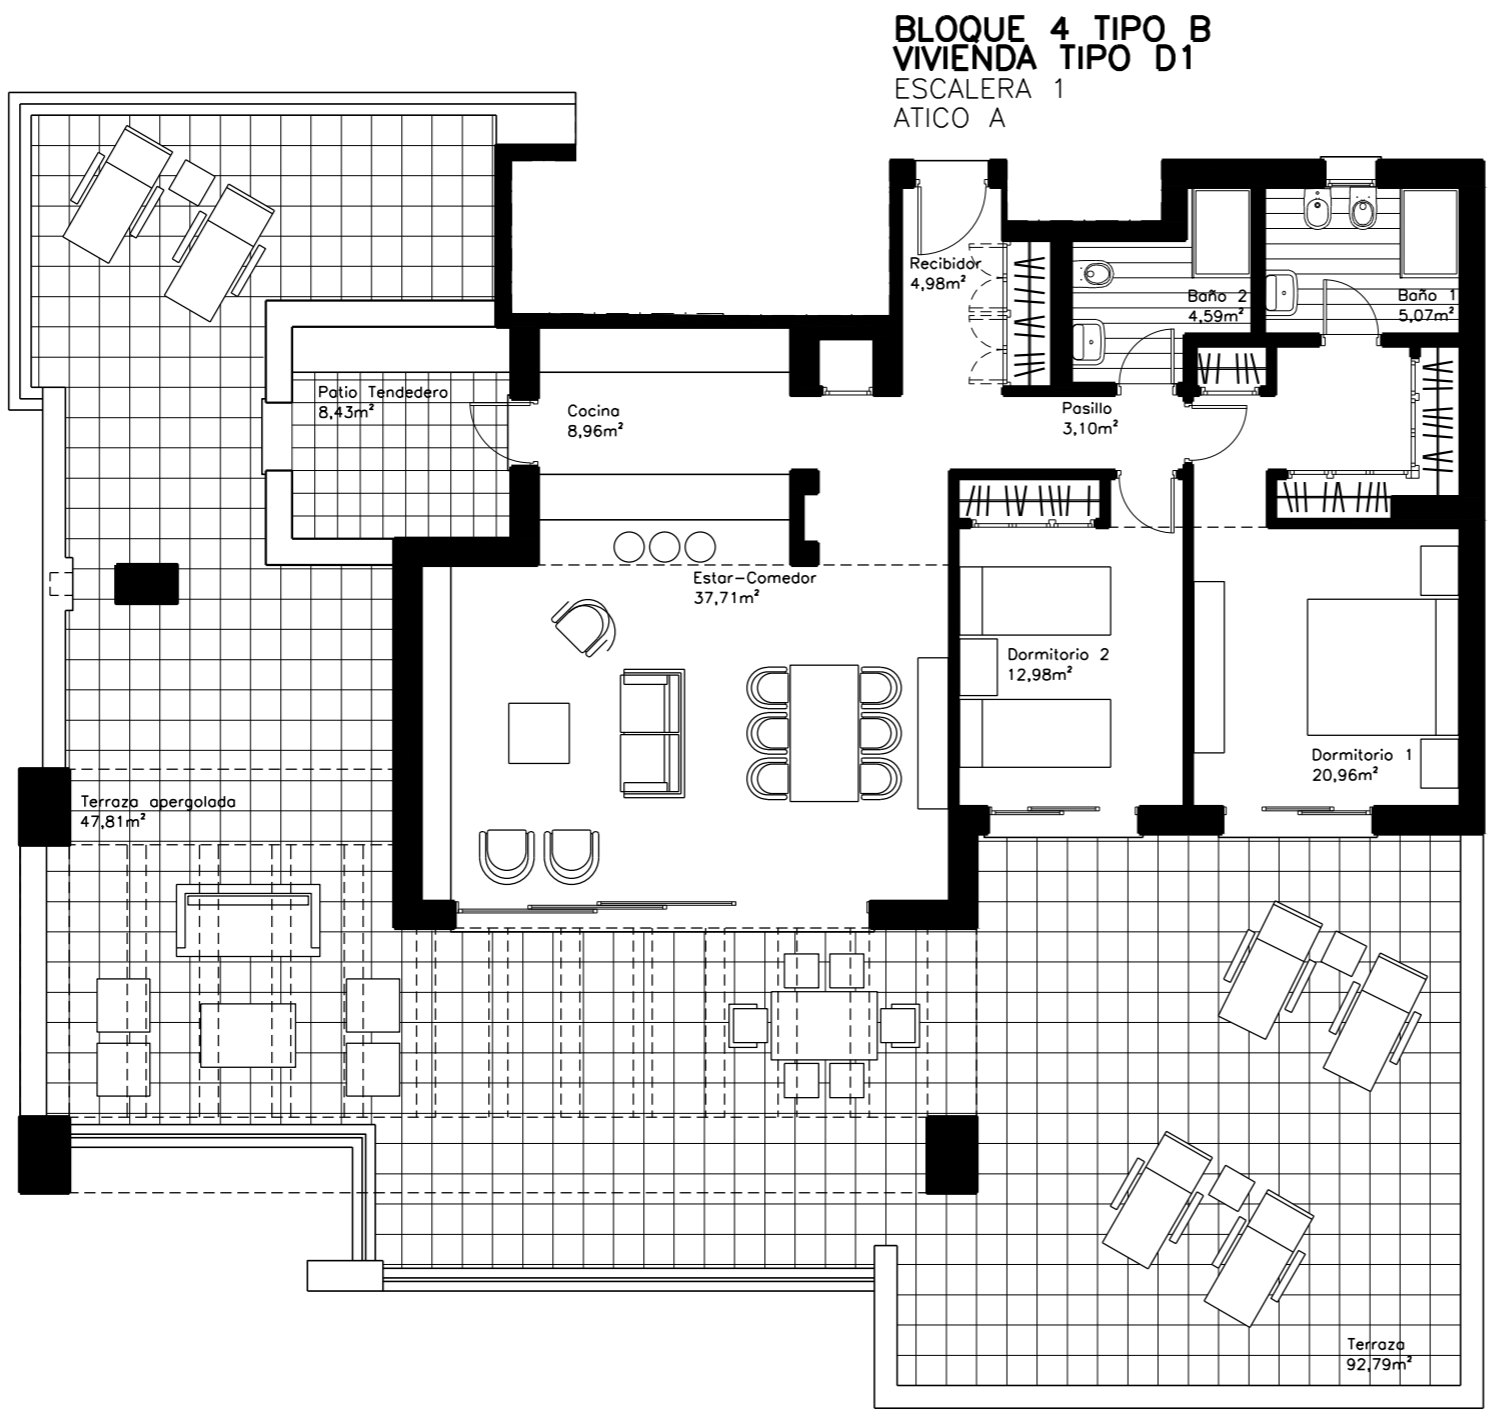 BLOQUE 4 TIPO B
VIVIENDA TIPO D1
ESCALERA 1
ATICO A
Recibidor
4,98m²
Baño 2
4,59m²
Baño 1
5,07m²
Patio Tendedero
8,43m²
Cocina
8,96m²
Pasillo
3,10m²
Estar-Comedor
37,71m²
Dormitorio 2
12,98m²
Dormitorio 1
20,96m²
Terraza apergolada
47,81m²
Terraza
92,79m²